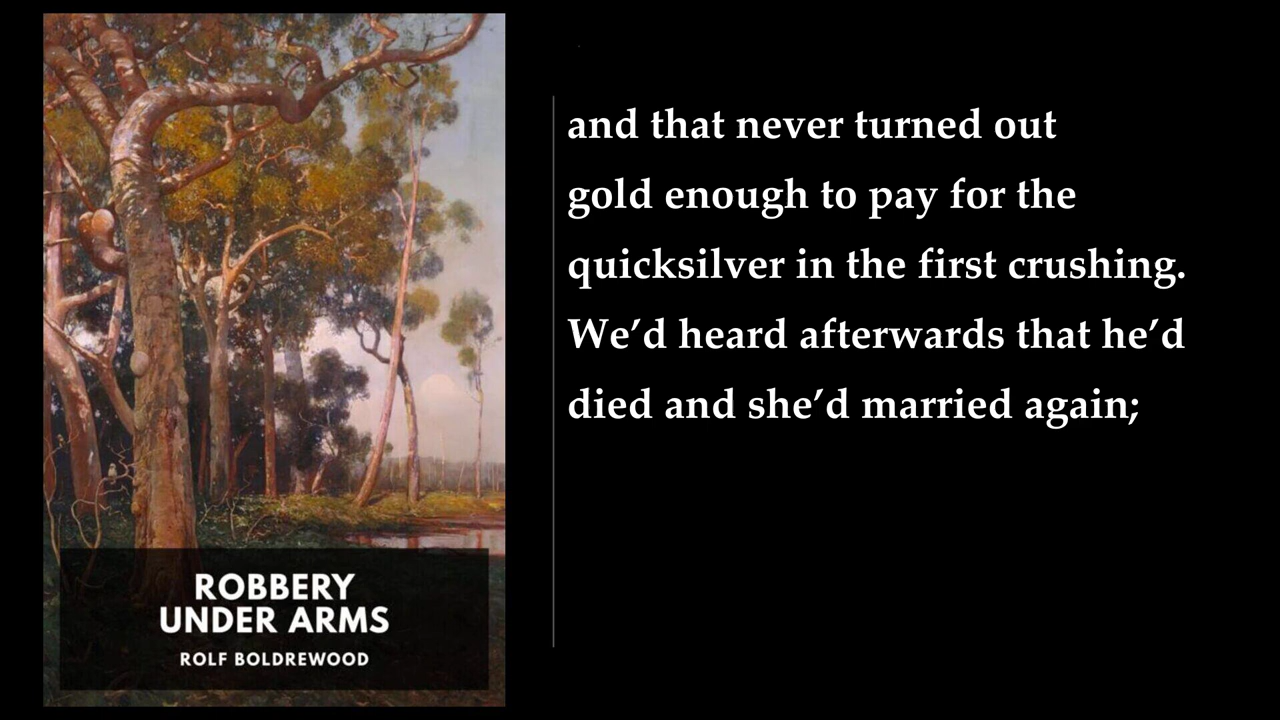 and that never turned out
gold enough to pay for the
quicksilver in the first crushing.
We’d heard afterwards that he’d
died and she’d married again;
ROBBERY
UNDER ARMS
ROLF BOLDREWOOD